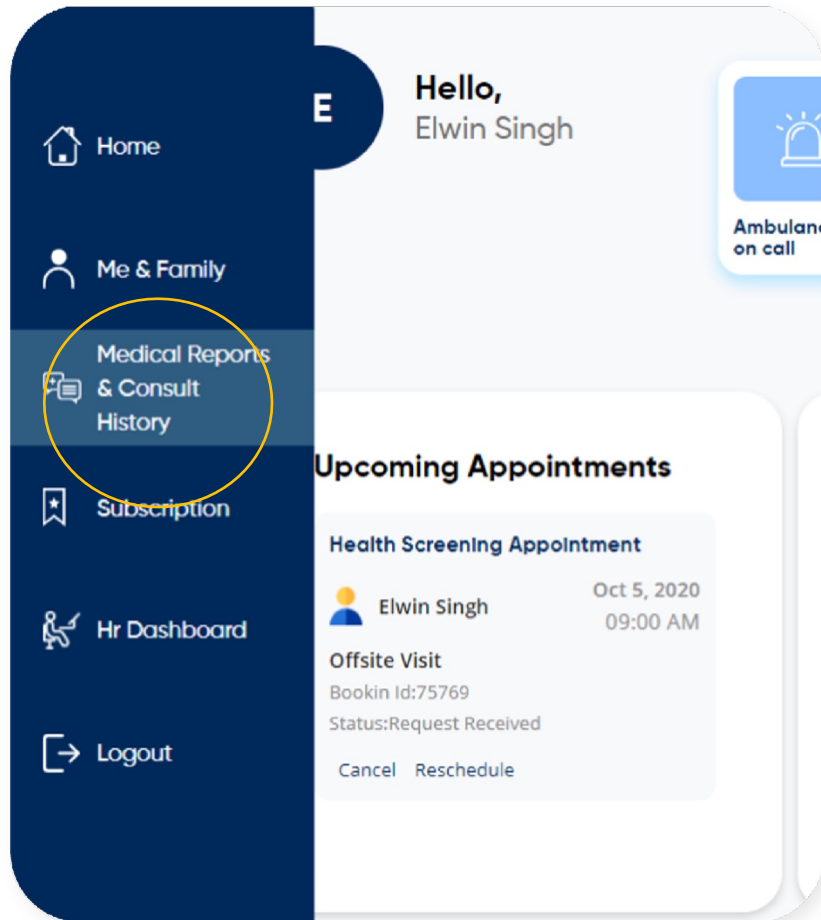 Home
Me & Family
Medical Reports
& Consult
History
Subscription
Hr Dashboard
Logout
E
Hello,
Elwin Singh
on call
Upcoming Appointments
Health Screening Appointment
Elwin Singh
Oct 5, 2020
09:00 AM
Offsite Visit
Bookin Id:75769
Status:Request Received
Cancel Reschedule